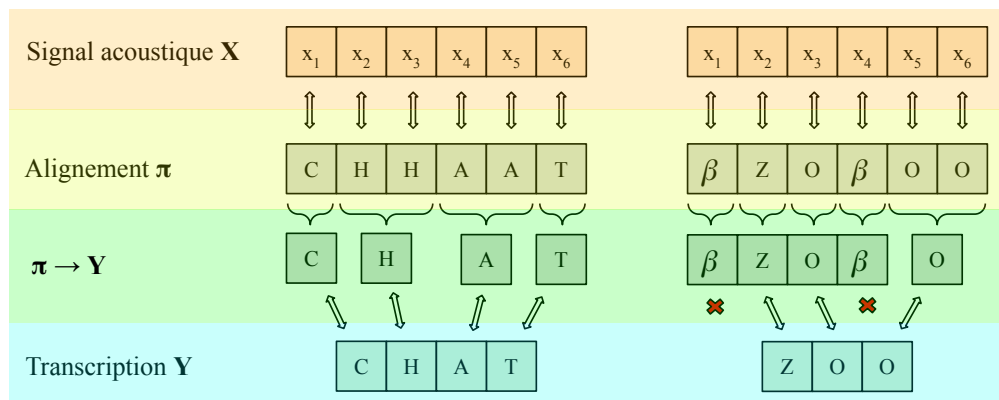 Signal acoustique X x₁ x₂ x₃ x₄ x₅ x₆ x₁ x₂ x₃ x₄ x₅ x₆
Alignement π C H H A A T β Z O β O O
π → Y C H A T β Z O β O
Transcription Y C H A T Z O O